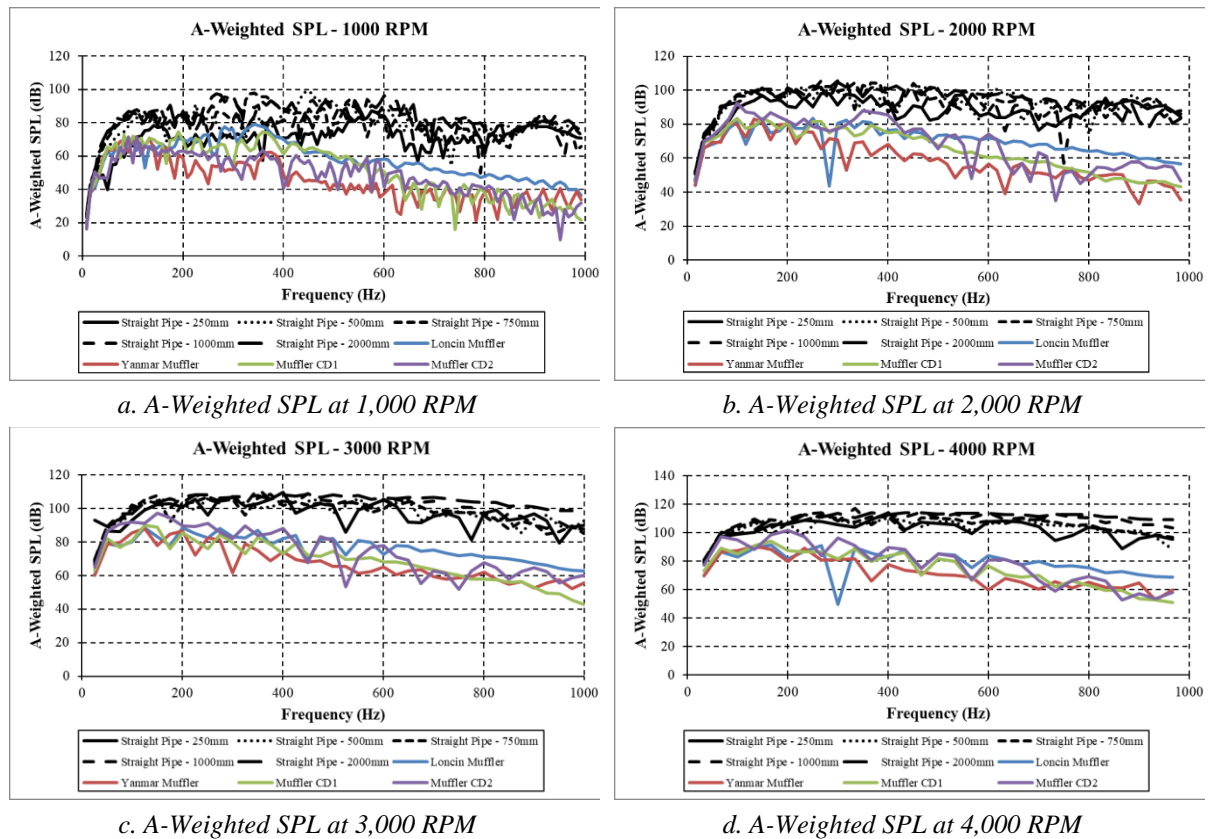 A-Weighted SPL - 1000 RPM
A-Weighted SPL (dB)
120
100
80
60
40
20
0
0 200 400 600 800 1000
Frequency (Hz)
Straight Pipe - 250mm Straight Pipe - 500mm Straight Pipe - 750mm
Straight Pipe - 1000mm Straight Pipe - 2000mm Loncin Muffler
Yanmar Muffler Muffler CD1 Muffler CD2
a. A-Weighted SPL at 1,000 RPM
A-Weighted SPL - 2000 RPM
A-Weighted SPL (dB)
120
100
80
60
40
20
0
0 200 400 600 800 1000
Frequency (Hz)
Straight Pipe - 250mm Straight Pipe - 500mm Straight Pipe - 750mm
Straight Pipe - 1000mm Straight Pipe - 2000mm Loncin Muffler
Yanmar Muffler Muffler CD1 Muffler CD2
b. A-Weighted SPL at 2,000 RPM
A-Weighted SPL - 3000 RPM
A-Weighted SPL (dB)
120
100
80
60
40
20
0
0 200 400 600 800 1000
Frequency (Hz)
Straight Pipe - 250mm Straight Pipe - 500mm Straight Pipe - 750mm
Straight Pipe - 1000mm Straight Pipe - 2000mm Loncin Muffler
Yanmar Muffler Muffler CD1 Muffler CD2
c. A-Weighted SPL at 3,000 RPM
A-Weighted SPL - 4000 RPM
A-Weighted SPL (dB)
140
120
100
80
60
40
20
0
0 200 400 600 800 1000
Frequency (Hz)
Straight Pipe - 250mm Straight Pipe - 500mm Straight Pipe - 750mm
Straight Pipe - 1000mm Straight Pipe - 2000mm Loncin Muffler
Yanmar Muffler Muffler CD1 Muffler CD2
d. A-Weighted SPL at 4,000 RPM